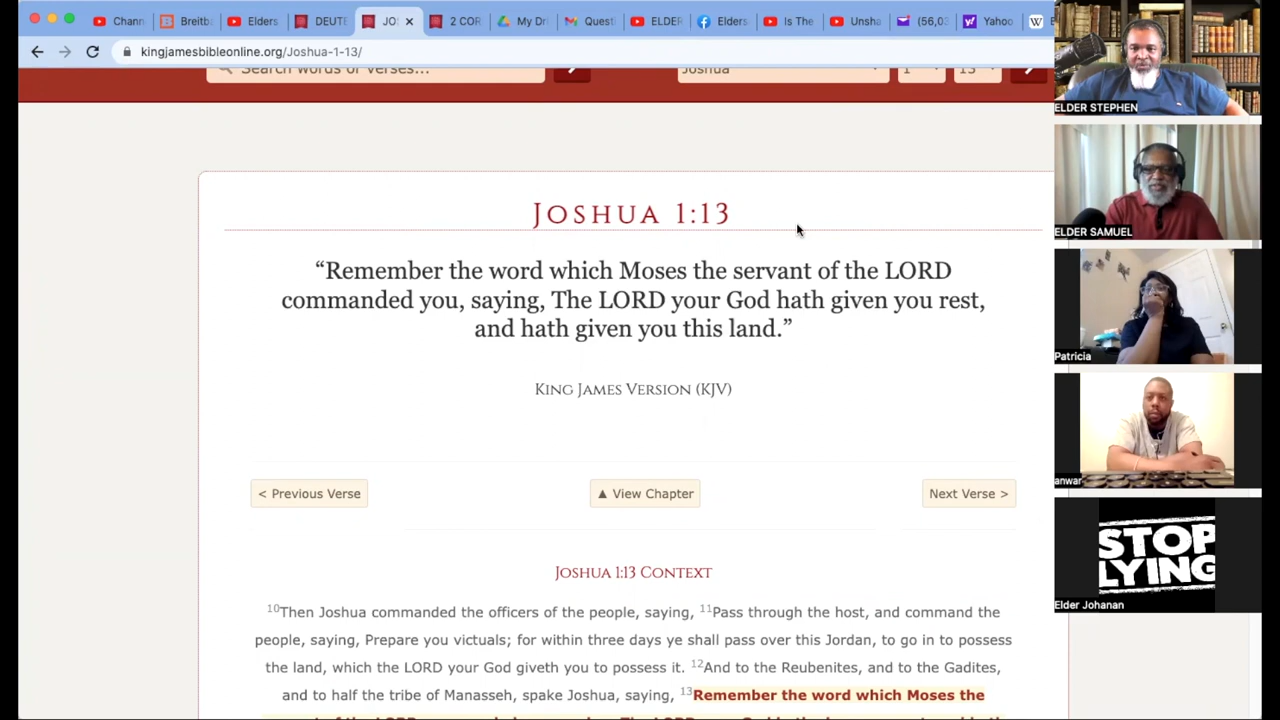 Chann
Breitb
Elders
DEUTE
JO
2 COR
My Dr
Questi
ELDER
Elders
Is The
Unsha
(56,03
Yahoo
kingjamesbibleonline.org/Joshua-1-13/
Search words or verses...
Joshua
1
13
JOSHUA 1:13
“Remember the word which Moses the servant of the LORD
commanded you, saying, The LORD your God hath given you rest,
and hath given you this land.”
KING JAMES VERSION (KJV)
< Previous Verse
▲ View Chapter
Next Verse >
JOSHUA 1:13 CONTEXT
10Then Joshua commanded the officers of the people, saying, 11Pass through the host, and command the
people, saying, Prepare you victuals; for within three days ye shall pass over this Jordan, to go in to possess
the land, which the LORD your God giveth you to possess it. 12And to the Reubenites, and to the Gadites,
and to half the tribe of Manasseh, spake Joshua, saying, 13Remember the word which Moses the
ELDER STEPHEN
ELDER SAMUEL
Patricia
anwar
STOP
LYING
Elder Johanan